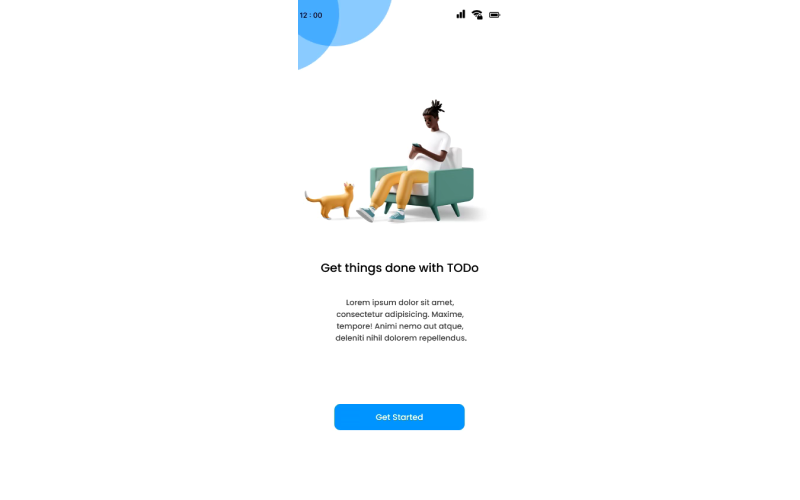 12 : 00
Get things done with TODo
Lorem ipsum dolor sit amet,
consectetur adipisicing. Maxime,
tempore! Animi nemo aut atque,
deleniti nihil dolorem repellendus.
Get Started